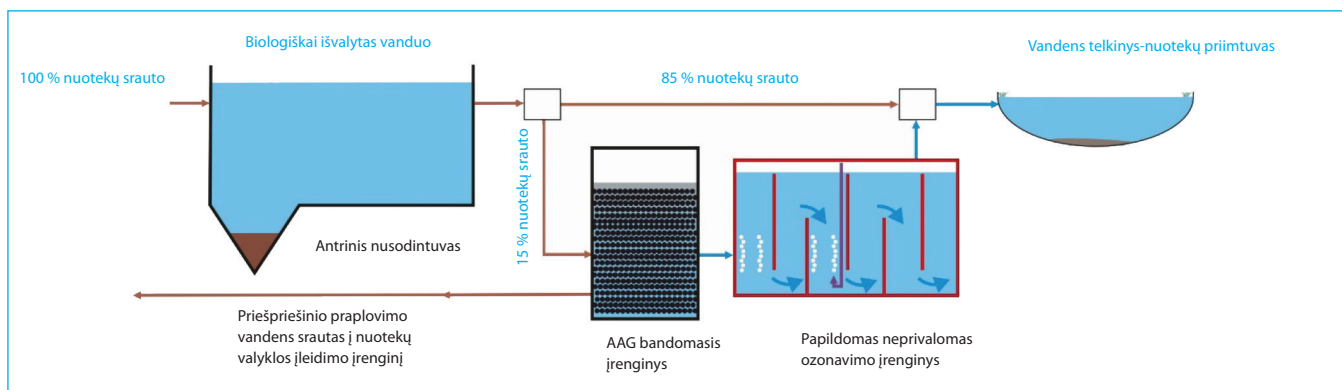 Biologiškai išvalytas vanduo
Vandens telkinys-nuotekų priimtuvas
100 % nuotekų srauto
85 % nuotekų srauto
15 % nuotekų srauto
Antrinis nusodintuvas
Priešpriešinio praplovimo
vandens srautas į nuotekų
valyklos įleidimo įrenginį
AAG bandomasis
įrenginys
Papildomas neprivalomas
ozonavimo įrenginys